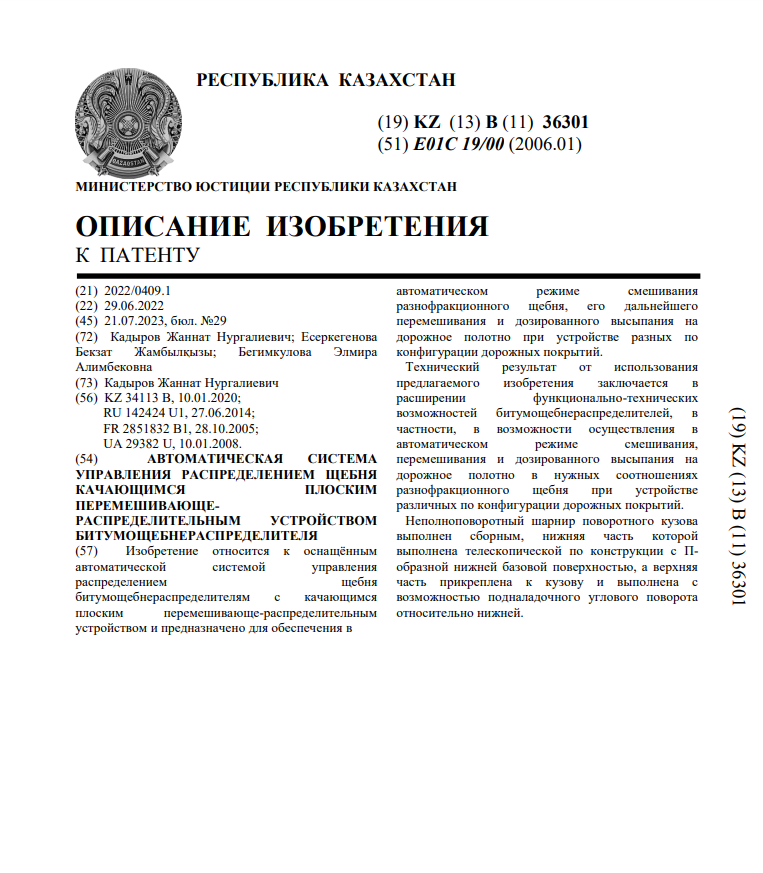 РЕСПУБЛИКА КАЗАХСТАН
(19) KZ (13) B (11) 36301
(51) E01C 19/00 (2006.01)
QAZAQSTAN
МИНИСТЕРСТВО ЮСТИЦИИ РЕСПУБЛИКИ КАЗАХСТАН
ОПИСАНИЕ ИЗОБРЕТЕНИЯ
К ПАТЕНТУ
(21) 2022/0409.1
(22) 29.06.2022
(45) 21.07.2023, бюл. №29
(72) Кадыров Жаннат Нургалиевич; Есеркегенова
Бекзат Жамбылқызы; Бегимкулова Элмира
Алимбековна
(73) Кадыров Жаннат Нургалиевич
(56) KZ 34113 B, 10.01.2020;
RU 142424 U1, 27.06.2014;
FR 2851832 B1, 28.10.2005;
UA 29382 U, 10.01.2008.
(54) АВТОМАТИЧЕСКАЯ СИСТЕМА
УПРАВЛЕНИЯ РАСПРЕДЕЛЕНИЕМ ЩЕБНЯ
КАЧАЮЩИМСЯ ПЛОСКИМ
ПЕРЕМЕШИВАЮЩЕ-
РАСПРЕДЕЛИТЕЛЬНЫМ УСТРОЙСТВОМ
БИТУМОЩЕБНЕРАСПРЕДЕЛИТЕЛЯ
(57) Изобретение относится к оснащённым
автоматической системой управления
распределением щебня
битумощебнераспределителям с качающимся
плоским перемешивающе-распределительным
устройством и предназначено для обеспечения в
автоматическом режиме смешивания
разнофракционного щебня, его дальнейшего
перемешивания и дозированного высыпания на
дорожное полотно при устройстве разных по
конфигурации дорожных покрытий.
Технический результат от использования
предлагаемого изобретения заключается в
расширении функционально-технических
возможностей битумощебнераспределителей, в
частности, в возможности осуществления в
автоматическом режиме смешивания,
перемешивания и дозированного высыпания на
дорожное полотно в нужных соотношениях
разнофракционного щебня при устройстве
различных по конфигурации дорожных покрытий.
Неполноповоротный шарнир поворотного кузова
выполнен сборным, нижняя часть которой
выполнена телескопической по конструкции с П-
образной нижней базовой поверхностью, а верхняя
часть прикреплена к кузову и выполнена с
возможностью подналадочного углового поворота
относительно нижней.
(19) KZ (13) B (11) 36301